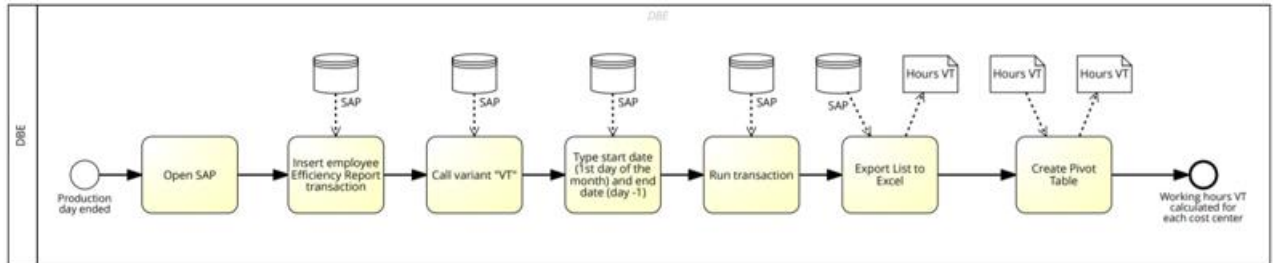 DBE
DBE
SAP
SAP
SAP
SAP
SAP
Hours VT
Hours VT
Hours VT
Production
day ended
Open SAP
Insert employee
Efficiency Report
transaction
Call variant "VT"
Type start date
(1st day of the
month) and end
date (day -1)
Run transaction
Export List to
Excel
Create Pivot
Table
Working hours VT
calculated for
each cost center